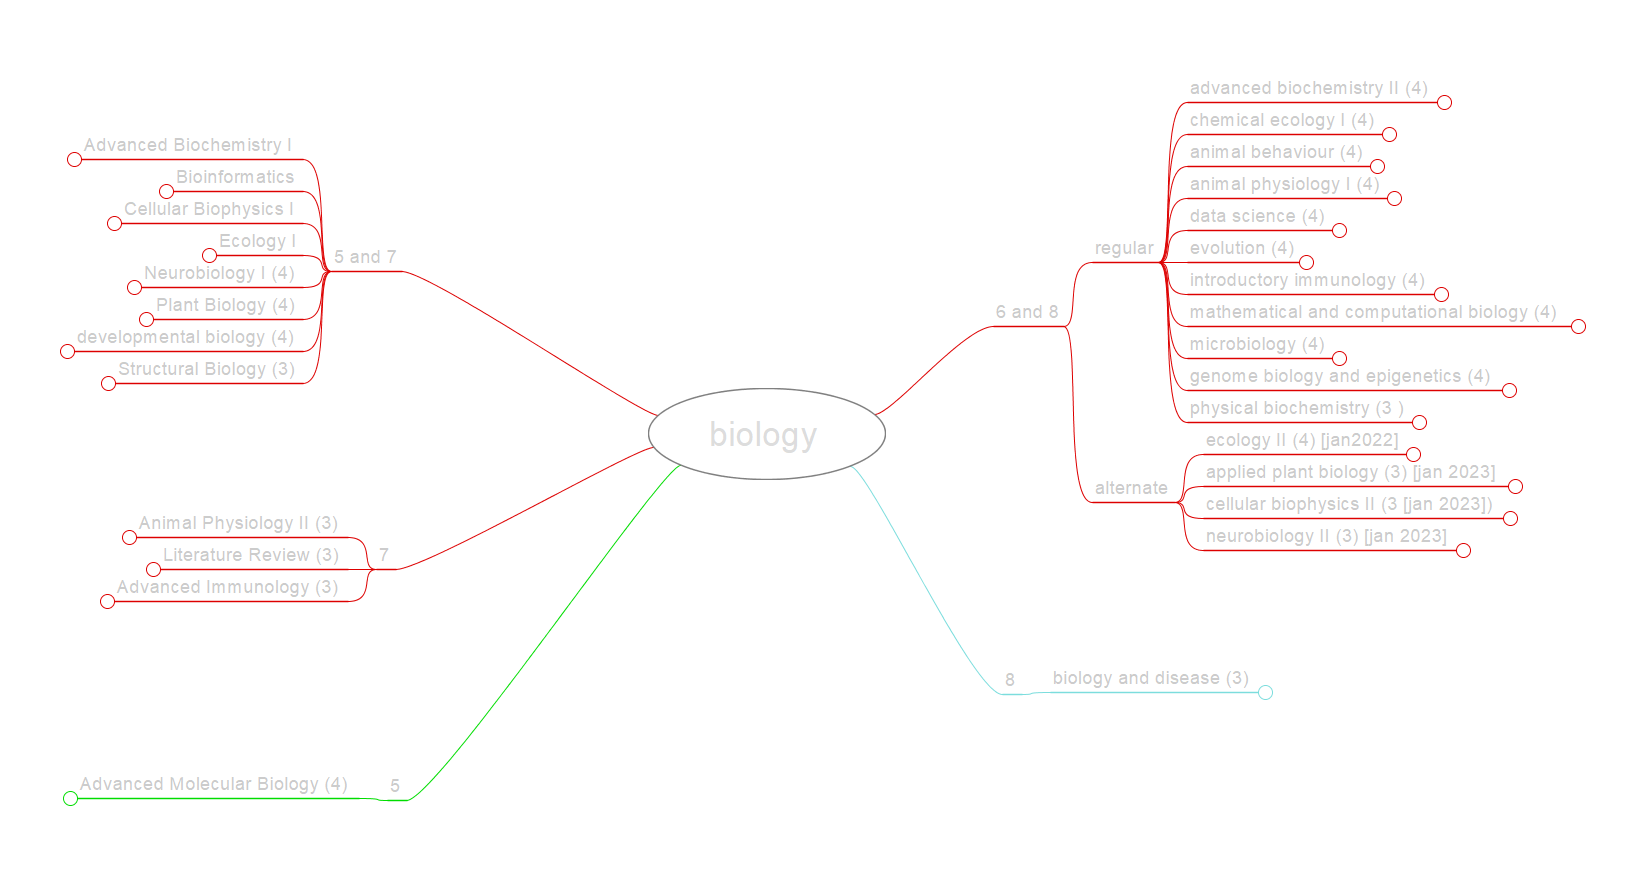 biology
5 and 7
Advanced Biochemistry I
Bioinformatics
Cellular Biophysics I
Ecology I
Neurobiology I (4)
Plant Biology (4)
developmental biology (4)
Structural Biology (3)
7
Animal Physiology II (3)
Literature Review (3)
Advanced Immunology (3)
5
Advanced Molecular Biology (4)
6 and 8
regular
advanced biochemistry II (4)
chemical ecology I (4)
animal behaviour (4)
animal physiology I (4)
data science (4)
evolution (4)
introductory immunology (4)
mathematical and computational biology (4)
microbiology (4)
genome biology and epigenetics (4)
physical biochemistry (3 )
alternate
ecology II (4) [jan2022]
applied plant biology (3) [jan 2023]
cellular biophysics II (3 [jan 2023])
neurobiology II (3) [jan 2023]
8
biology and disease (3)